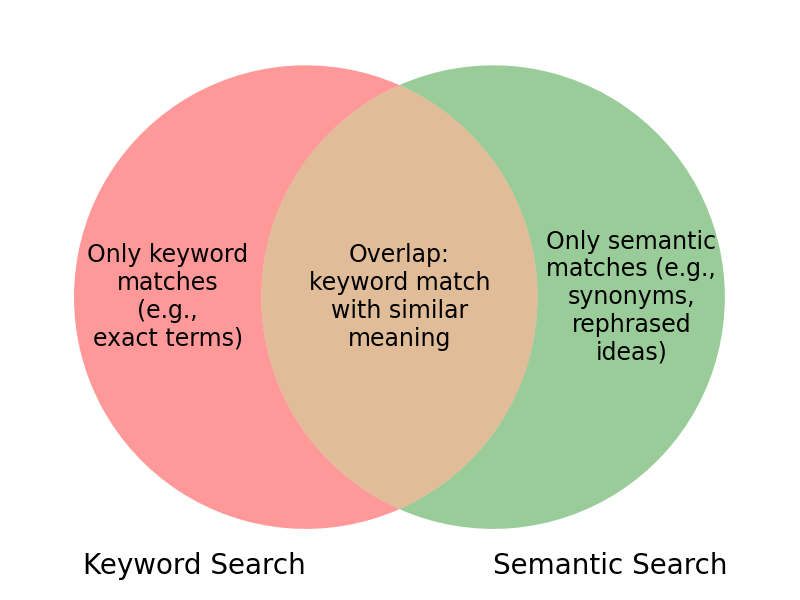 Only keyword
matches
(e.g.,
exact terms)
Overlap:
keyword match
with similar
meaning
Only semantic
matches (e.g.,
synonyms,
rephrased
ideas)
Keyword Search
Semantic Search